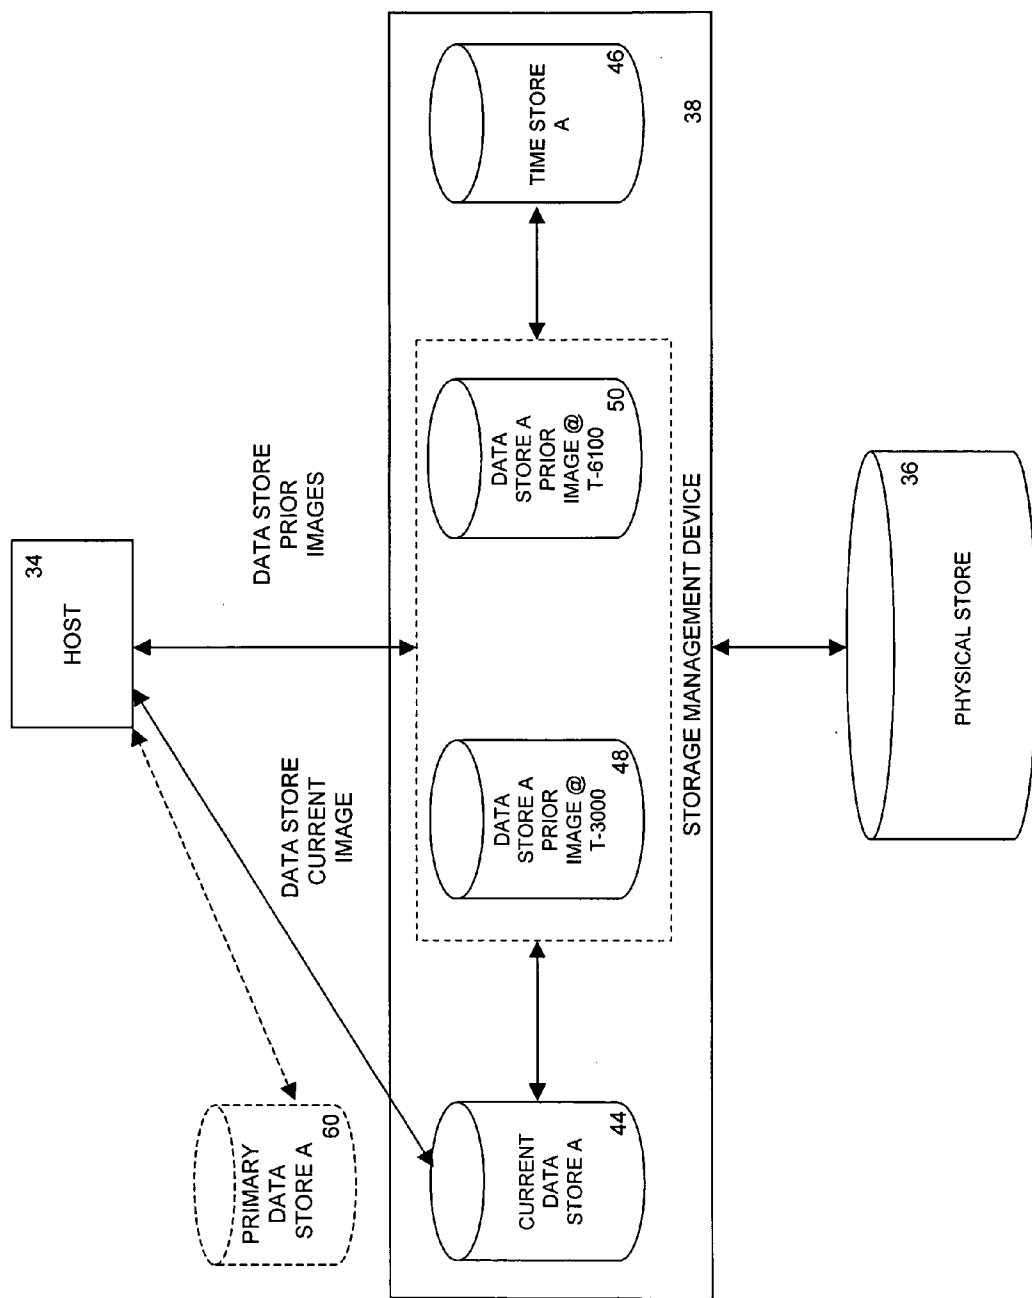 34
HOST
PRIMARY
DATA
STORE A
60
DATA STORE
CURRENT
IMAGE
DATA STORE
PRIOR
IMAGES
CURRENT
DATA
STORE A
44
DATA
STORE A
PRIOR
IMAGE @
T-3000
48
DATA
STORE A
PRIOR
IMAGE @
T-6100
50
TIME STORE
A
46
STORAGE MANAGEMENT DEVICE
38
36
PHYSICAL STORE